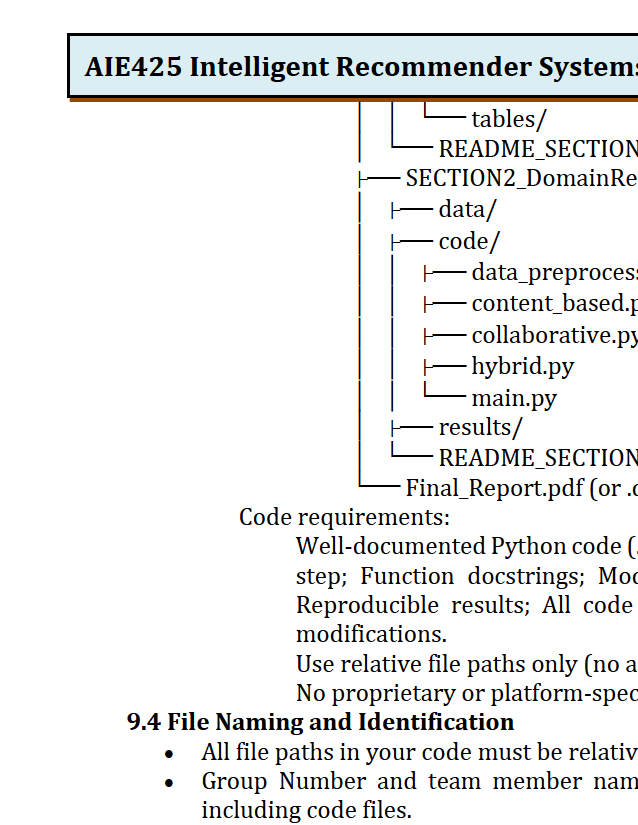 AIE425 Intelligent Recommender Systems
tables/
README_SECTION
SECTION2_DomainRe
data/
code/
data_preprocess
content_based.p
collaborative.py
hybrid.py
main.py
results/
README_SECTION
Final_Report.pdf (or .d
Code requirements:
Well-documented Python code (.
step; Function docstrings; Mod
Reproducible results; All code
modifications.
Use relative file paths only (no a
No proprietary or platform-spec
9.4 File Naming and Identification
• All file paths in your code must be relativ
• Group Number and team member nam
including code files.